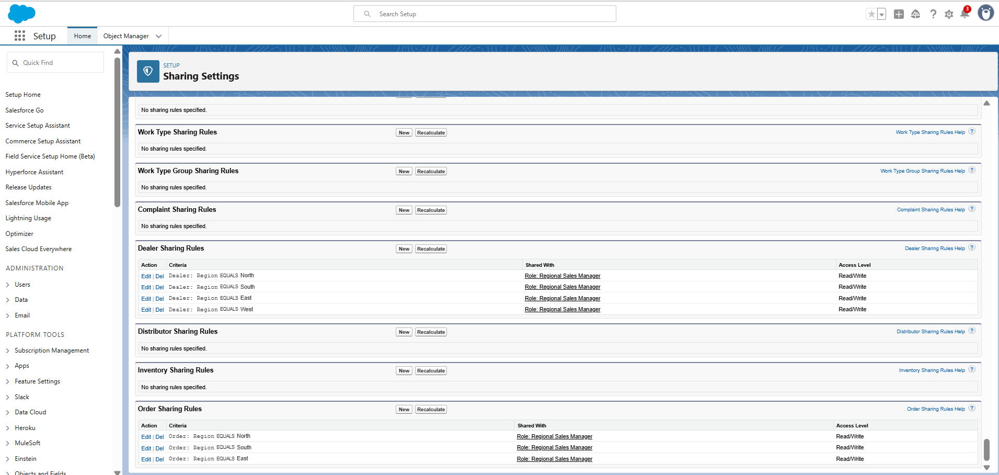 Search Setup
3
Setup
Home
Object Manager
Quick Find
Setup Home
Salesforce Go
Service Setup Assistant
Commerce Setup Assistant
Field Service Setup Home (Beta)
Hyperforce Assistant
Release Updates
Salesforce Mobile App
Lightning Usage
Optimizer
Sales Cloud Everywhere
ADMINISTRATION
Users
Data
Email
PLATFORM TOOLS
Subscription Management
Apps
Feature Settings
Slack
Data Cloud
Heroku
MuleSoft
Einstein
Objects and Fields
SETUP
Sharing Settings
No sharing rules specified.
Work Type Sharing Rules New Recalculate Work Type Sharing Rules Help ?
No sharing rules specified.
Work Type Group Sharing Rules New Recalculate Work Type Group Sharing Rules Help ?
No sharing rules specified.
Complaint Sharing Rules New Recalculate Complaint Sharing Rules Help ?
No sharing rules specified.
Dealer Sharing Rules New Recalculate Dealer Sharing Rules Help ?
Action Criteria Shared With Access Level
Edit | Del Dealer: Region EQUALS North Role: Regional Sales Manager Read/Write
Edit | Del Dealer: Region EQUALS South Role: Regional Sales Manager Read/Write
Edit | Del Dealer: Region EQUALS East Role: Regional Sales Manager Read/Write
Edit | Del Dealer: Region EQUALS West Role: Regional Sales Manager Read/Write
Distributor Sharing Rules New Recalculate Distributor Sharing Rules Help ?
No sharing rules specified.
Inventory Sharing Rules New Recalculate Inventory Sharing Rules Help ?
No sharing rules specified.
Order Sharing Rules New Recalculate Order Sharing Rules Help ?
Action Criteria Shared With Access Level
Edit | Del Order: Region EQUALS North Role: Regional Sales Manager Read/Write
Edit | Del Order: Region EQUALS South Role: Regional Sales Manager Read/Write
Edit | Del Order: Region EQUALS East Role: Regional Sales Manager Read/Write